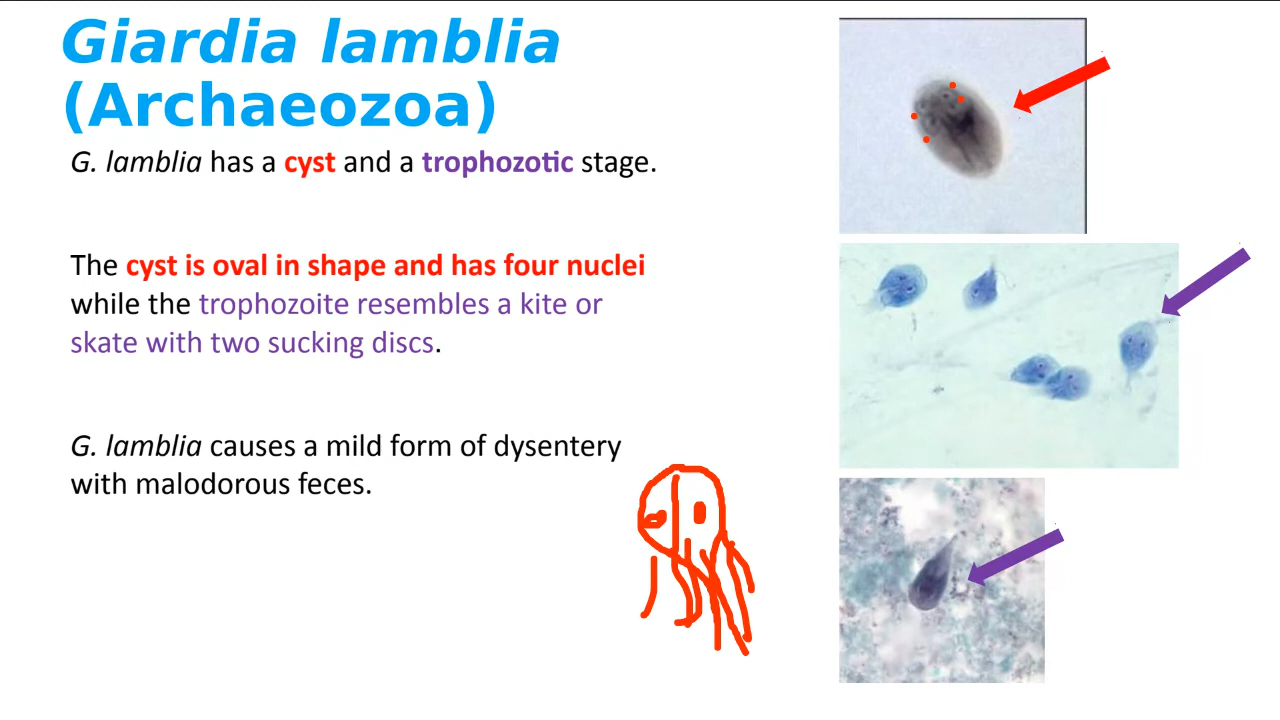 Giardia lamblia
(Archaeozoa)
G. lamblia has a cyst and a trophozotic stage.
The cyst is oval in shape and has four nuclei
while the trophozoite resembles a kite or
skate with two sucking discs.
G. lamblia causes a mild form of dysentery
with malodorous feces.